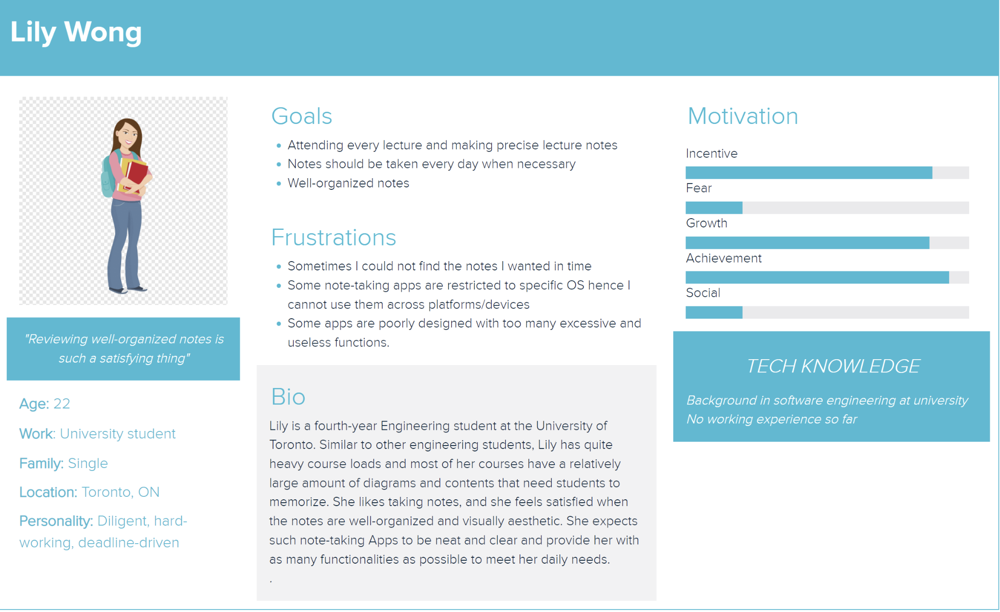 Lily Wong
"Reviewing well-organized notes is
such a satisfying thing"
Age: 22
Work: University student
Family: Single
Location: Toronto, ON
Personality: Diligent, hard-
working, deadline-driven
Goals
• Attending every lecture and making precise lecture notes
• Notes should be taken every day when necessary
• Well-organized notes
Frustrations
• Sometimes I could not find the notes I wanted in time
• Some note-taking apps are restricted to specific OS hence I
cannot use them across platforms/devices
• Some apps are poorly designed with too many excessive and
useless functions.
Bio
Lily is a fourth-year Engineering student at the University of
Toronto. Similar to other engineering students, Lily has quite
heavy course loads and most of her courses have a relatively
large amount of diagrams and contents that need students to
memorize. She likes taking notes, and she feels satisfied when
the notes are well-organized and visually aesthetic. She expects
such note-taking Apps to be neat and clear and provide her with
as many functionalities as possible to meet her daily needs.
.
Motivation
Incentive
Fear
Growth
Achievement
Social
TECH KNOWLEDGE
Background in software engineering at university
No working experience so far